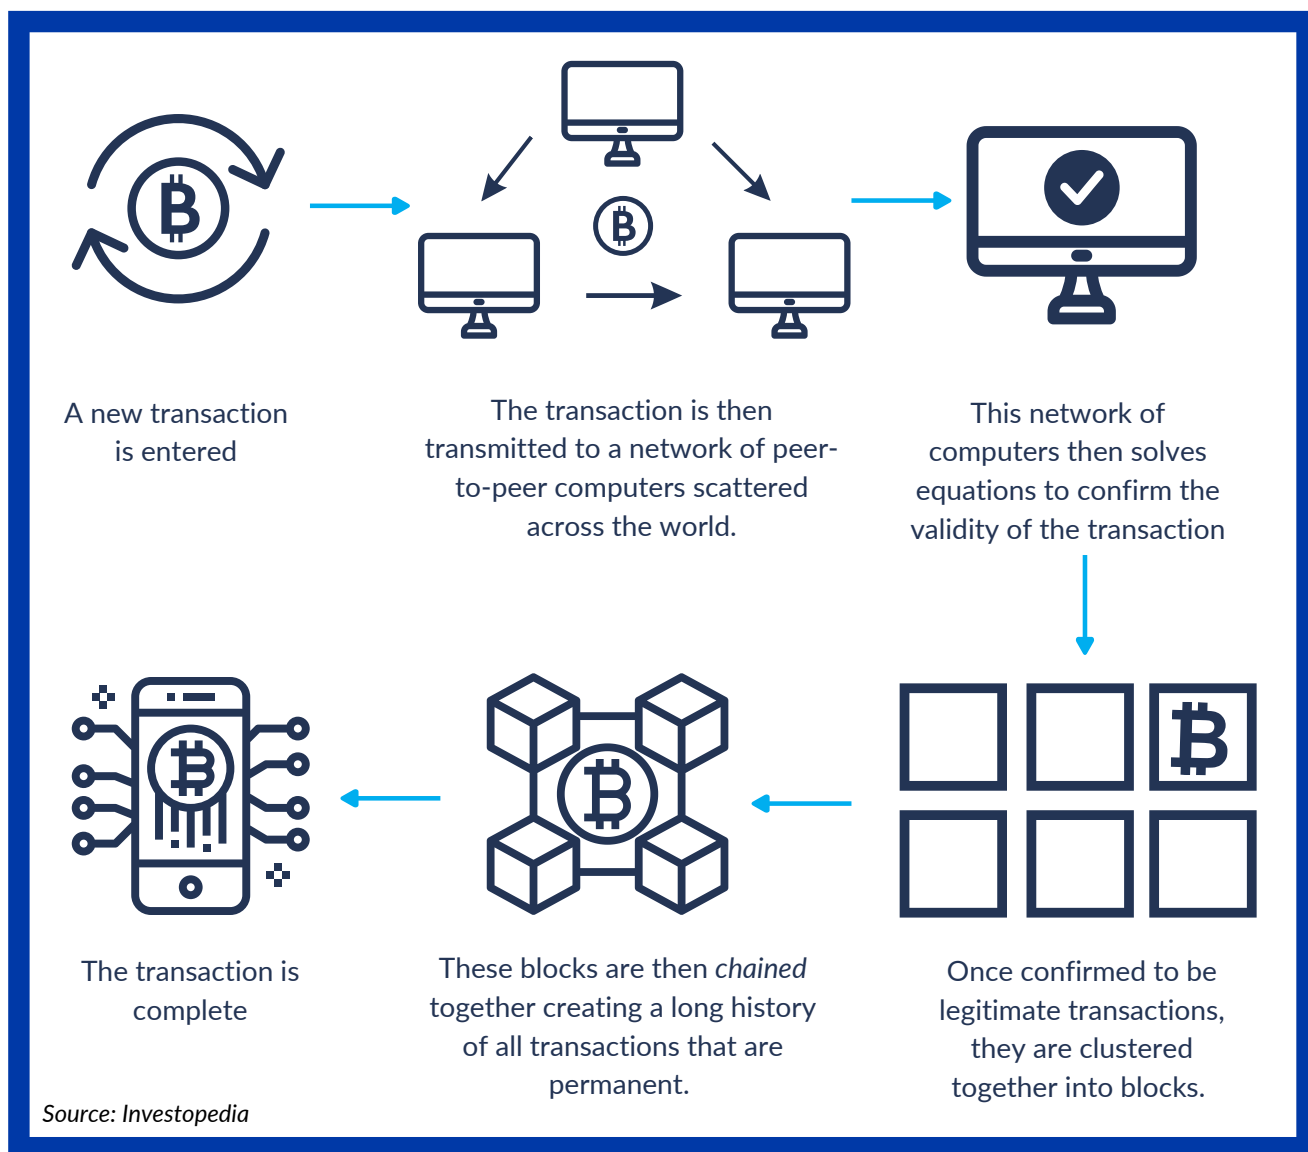 A new transaction
is entered
The transaction is then
transmitted to a network of peer-
to-peer computers scattered
across the world.
This network of
computers then solves
equations to confirm the
validity of the transaction
Once confirmed to be
legitimate transactions,
they are clustered
together into blocks.
These blocks are then chained
together creating a long history
of all transactions that are
permanent.
The transaction is
complete
Source: Investopedia